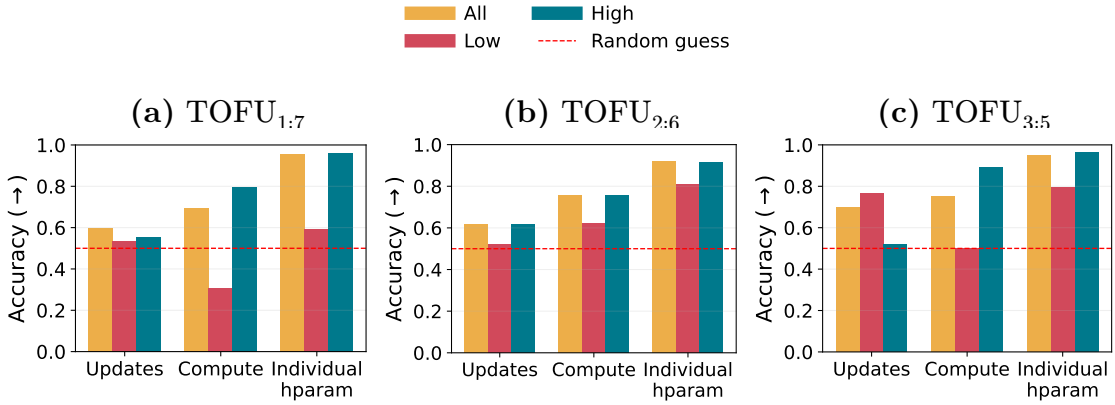 All
High
Low
Random guess
(a) TOFU1:7
(b) TOFU2:6
(c) TOFU3:5
Accuracy (→)
1.0
0.8
0.6
0.4
0.2
0.0
Updates
Compute
Individual
hparam
Accuracy (→)
1.0
0.8
0.6
0.4
0.2
0.0
Updates
Compute
Individual
hparam
Accuracy (→)
1.0
0.8
0.6
0.4
0.2
0.0
Updates
Compute
Individual
hparam